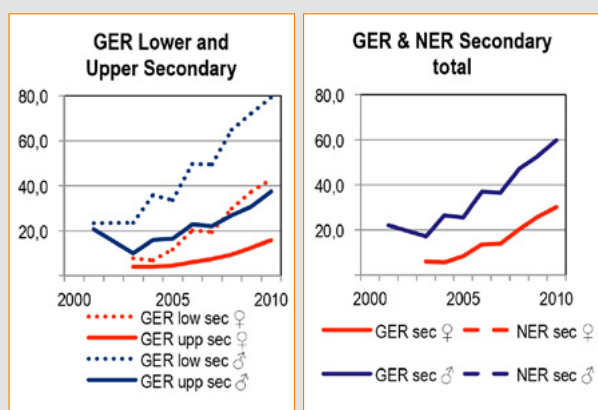 GER Lower and
Upper Secondary
80,0
60,0
40,0
20,0
2000 2005 2010
GER low sec ♀
GER upp sec ♀
GER low sec ♂
GER upp sec ♂
GER & NER Secondary
total
80,0
60,0
40,0
20,0
2000 2005 2010
GER sec ♀ NER sec ♀
GER sec ♂ NER sec ♂